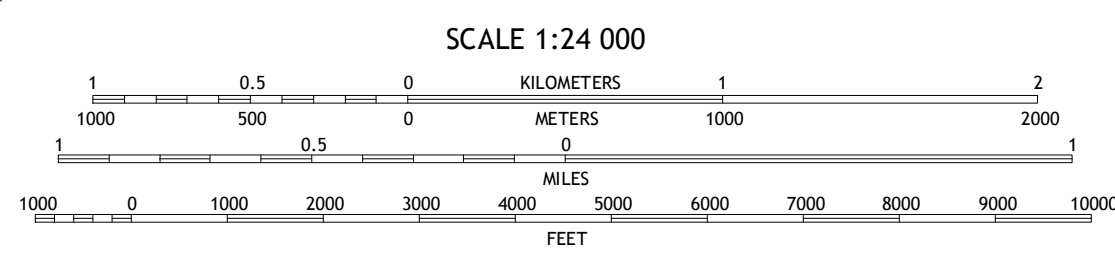 SCALE 1:24 000
1 0.5 0 KILOMETERS 1 2
1000 500 0 METERS 1000 2000
1 0.5 0 1
MILES
1000 0 1000 2000 3000 4000 5000 6000 7000 8000 9000 10000
FEET